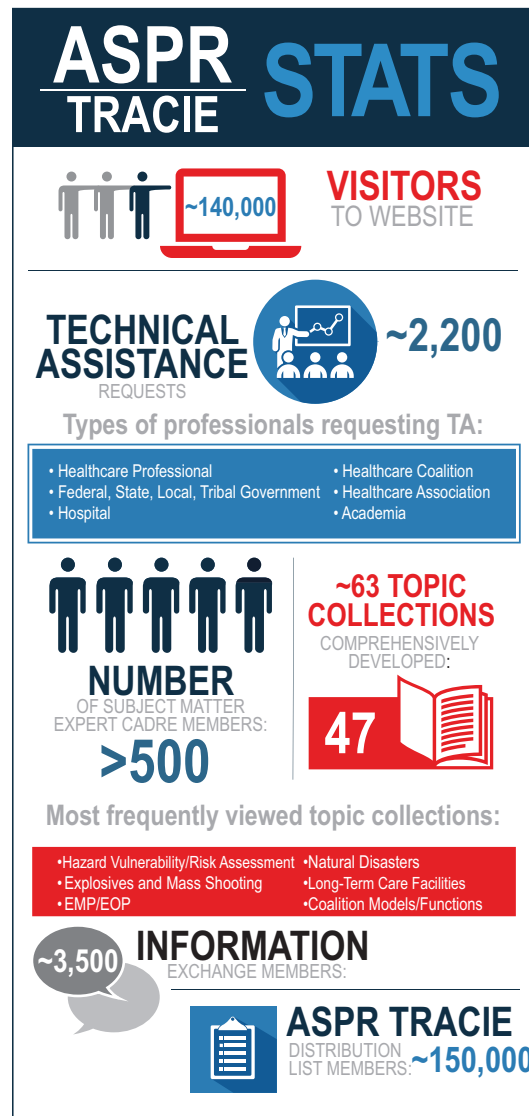 ASPR
TRACIE
STATS
~140,000
VISITORS
TO WEBSITE
TECHNICAL
ASSISTANCE
REQUESTS
~2,200
Types of professionals requesting TA:
• Healthcare Professional
• Federal, State, Local, Tribal Government
• Hospital
• Healthcare Coalition
• Healthcare Association
• Academia
NUMBER
OF SUBJECT MATTER
EXPERT CADRE MEMBERS:
>500
~63 TOPIC
COLLECTIONS
COMPREHENSIVELY
DEVELOPED:
47
Most frequently viewed topic collections:
•Hazard Vulnerability/Risk Assessment
•Explosives and Mass Shooting
•EMP/EOP
•Natural Disasters
•Long-Term Care Facilities
•Coalition Models/Functions
~3,500
INFORMATION
EXCHANGE MEMBERS:
ASPR TRACIE
DISTRIBUTION
LIST MEMBERS: ~150,000